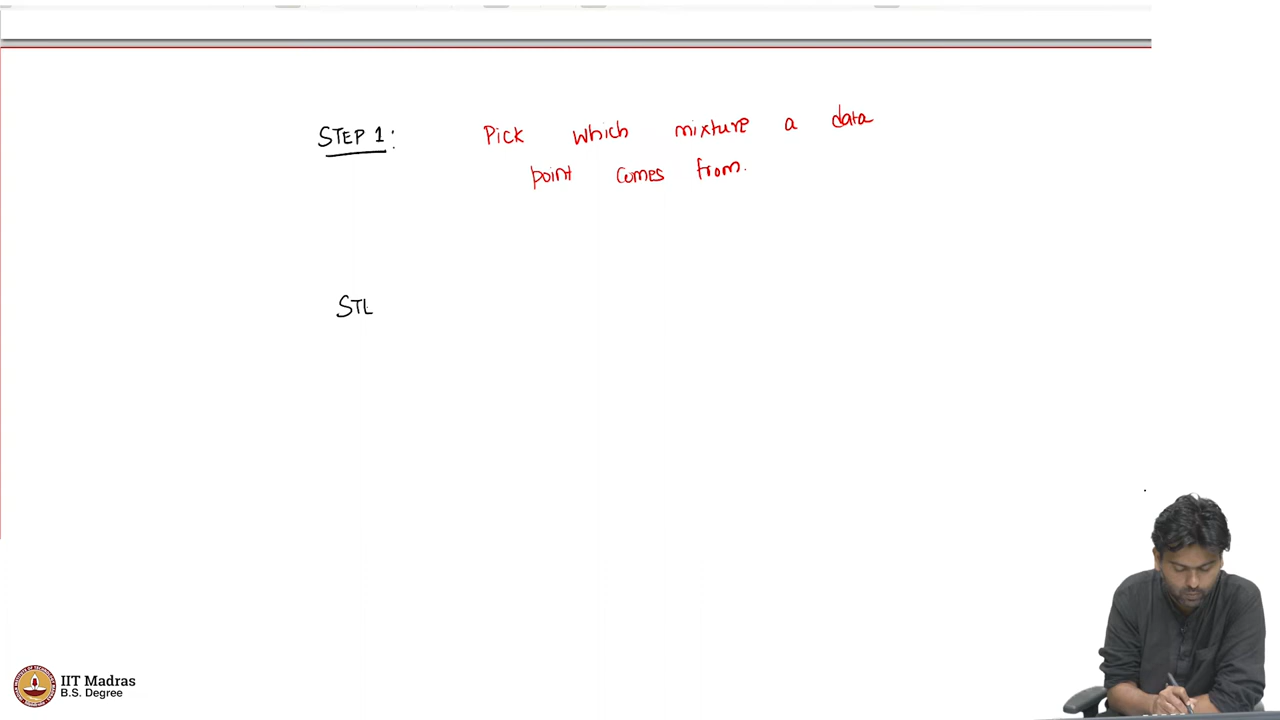 STEP 1:
Pick which mixture a data
point comes from.
STE
IIT Madras
B.S. Degree